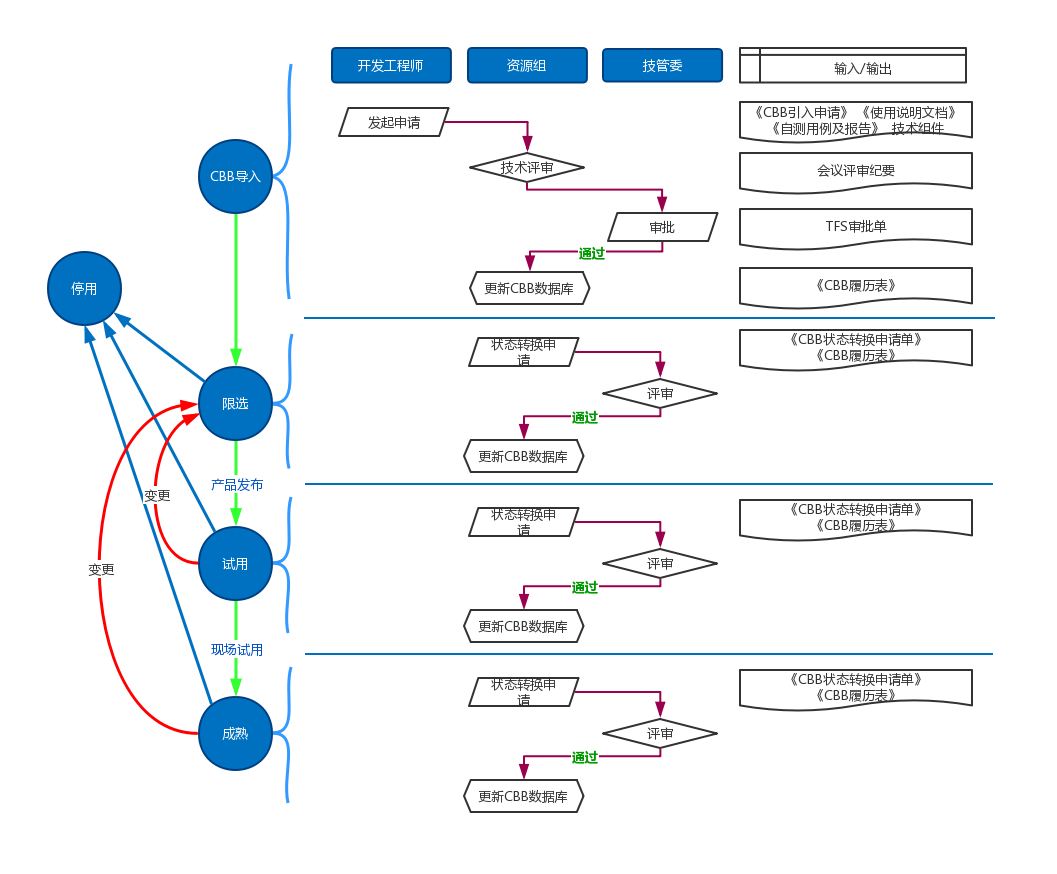 开发工程师
资源组
技管委
输入/输出
发起申请
《CBB引入申请》 《使用说明文档》
《自测用例及报告》 技术组件
技术评审
会议评审纪要
CBB导入
审批
TFS审批单
通过
停用
更新CBB数据库
《CBB履历表》
状态转换申
请
《CBB状态转换申请单》
《CBB履历表》
限选
评审
通过
更新CBB数据库
产品发布
变更
状态转换申
请
《CBB状态转换申请单》
《CBB履历表》
试用
评审
变更
通过
更新CBB数据库
现场试用
状态转换申
请
《CBB状态转换申请单》
《CBB履历表》
成熟
评审
通过
更新CBB数据库